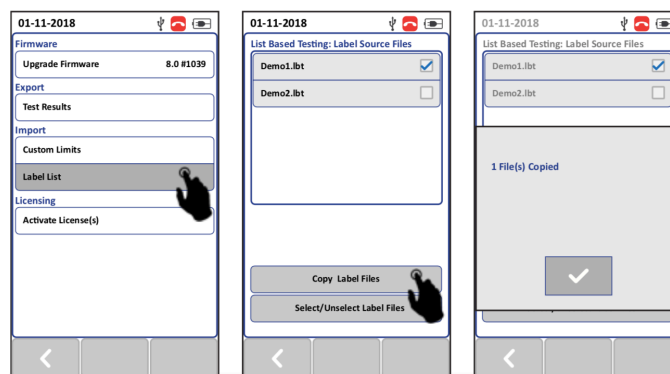 01-11-2018
Firmware
Upgrade Firmware 8.0 #1039
Export
Test Results
Import
Custom Limits
Label List
Licensing
Activate License(s)
01-11-2018
List Based Testing: Label Source Files
Demo1.lbt
Demo2.lbt
Copy Label Files
Select/Unselect Label Files
01-11-2018
List Based Testing: Label Source Files
Demo1.lbt
Demo2.lbt
1 File(s) Copied